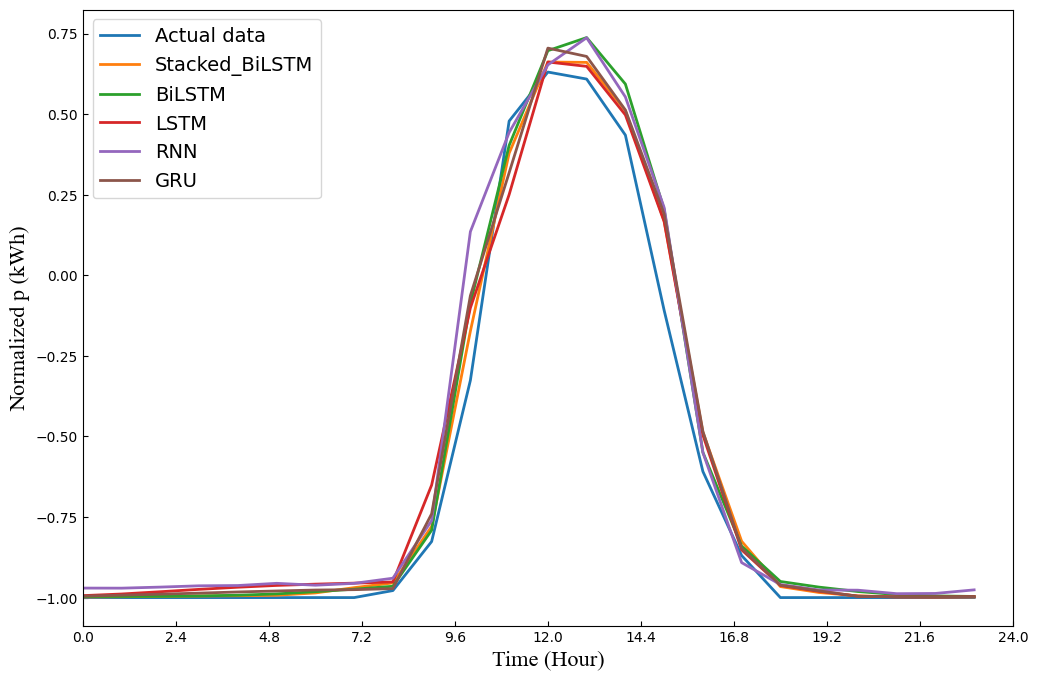 Actual data
Stacked_BiLSTM
BiLSTM
LSTM
RNN
GRU
Normalized p (kWh)
0.75
0.50
0.25
0.00
−0.25
−0.50
−0.75
−1.00
0.0 2.4 4.8 7.2 9.6 12.0 14.4 16.8 19.2 21.6 24.0
Time (Hour)